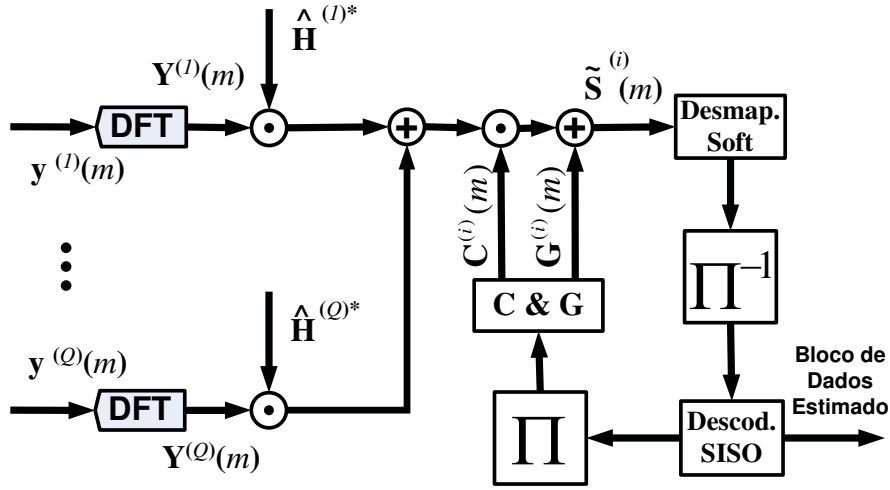 Ĥ^(1)*
Y^(1)(m)
S̃^(i)(m)
DFT
Desmap.
Soft
y^(1)(m)
C^(i)(m)
G^(i)(m)
Π^−1
C & G
Ĥ^(Q)*
y^(Q)(m)
Bloco de
Dados
Estimado
DFT
Π
Descod.
SISO
Y^(Q)(m)